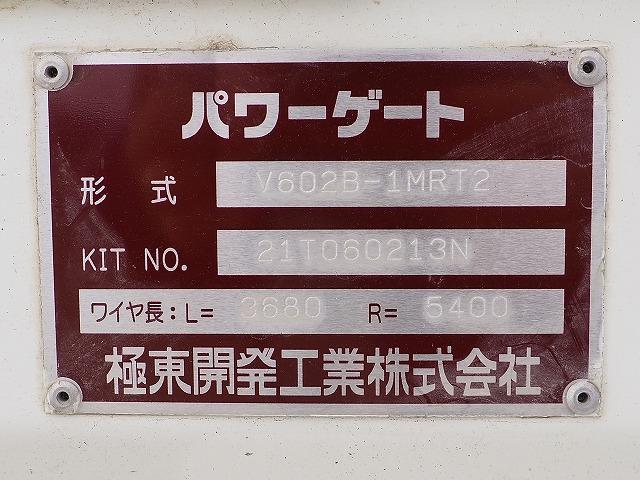 パワーゲート
形式 V602B-1MRT2
KIT NO. 21T060213N
ワイヤ長:L= 3680 R= 5400
極東開発工業株式会社